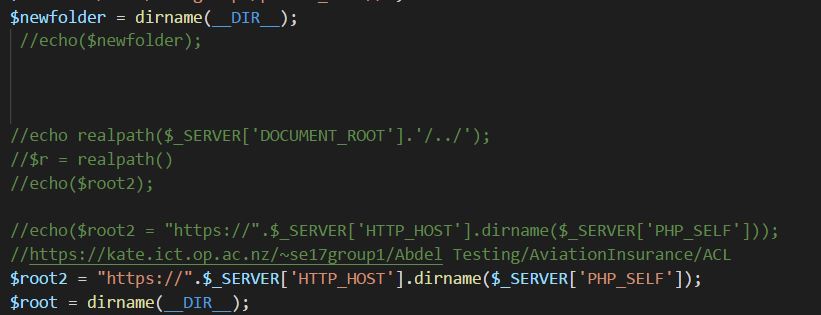 $newfolder = dirname(__DIR__);
//echo($newfolder);
//echo realpath($_SERVER['DOCUMENT_ROOT'].'/../');
//$r = realpath()
//echo($root2);
//echo($root2 = "https://".$_SERVER['HTTP_HOST'].dirname($_SERVER['PHP_SELF']));
//https://kate.ict.op.ac.nz/~se17group1/Abdel Testing/AviationInsurance/ACL
$root2 = "https://".$_SERVER['HTTP_HOST'].dirname($_SERVER['PHP_SELF']);
$root = dirname(__DIR__);